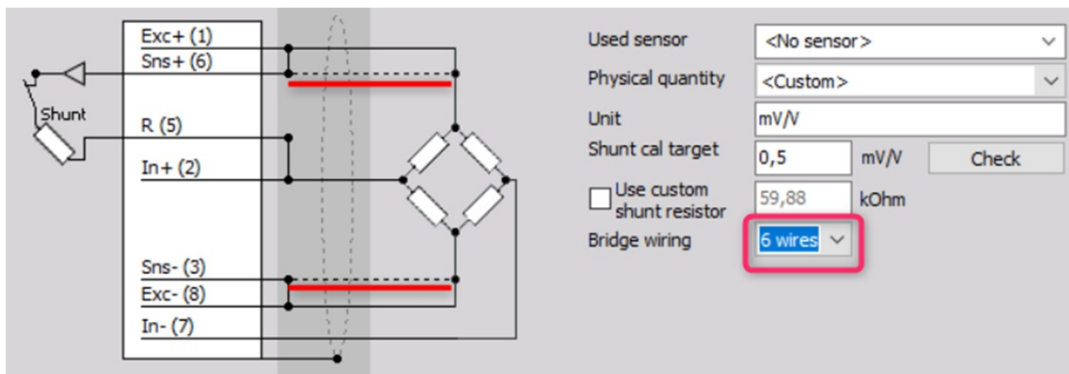 Exc+ (1)
Sns+ (6)
Shunt
R (5)
In+ (2)
Sns- (3)
Exc- (8)
In- (7)
Used sensor <No sensor>
Physical quantity <Custom>
Unit mV/V
Shunt cal target 0,5 mV/V Check
Use custom
shunt resistor 59,88 kOhm
Bridge wiring 6 wires